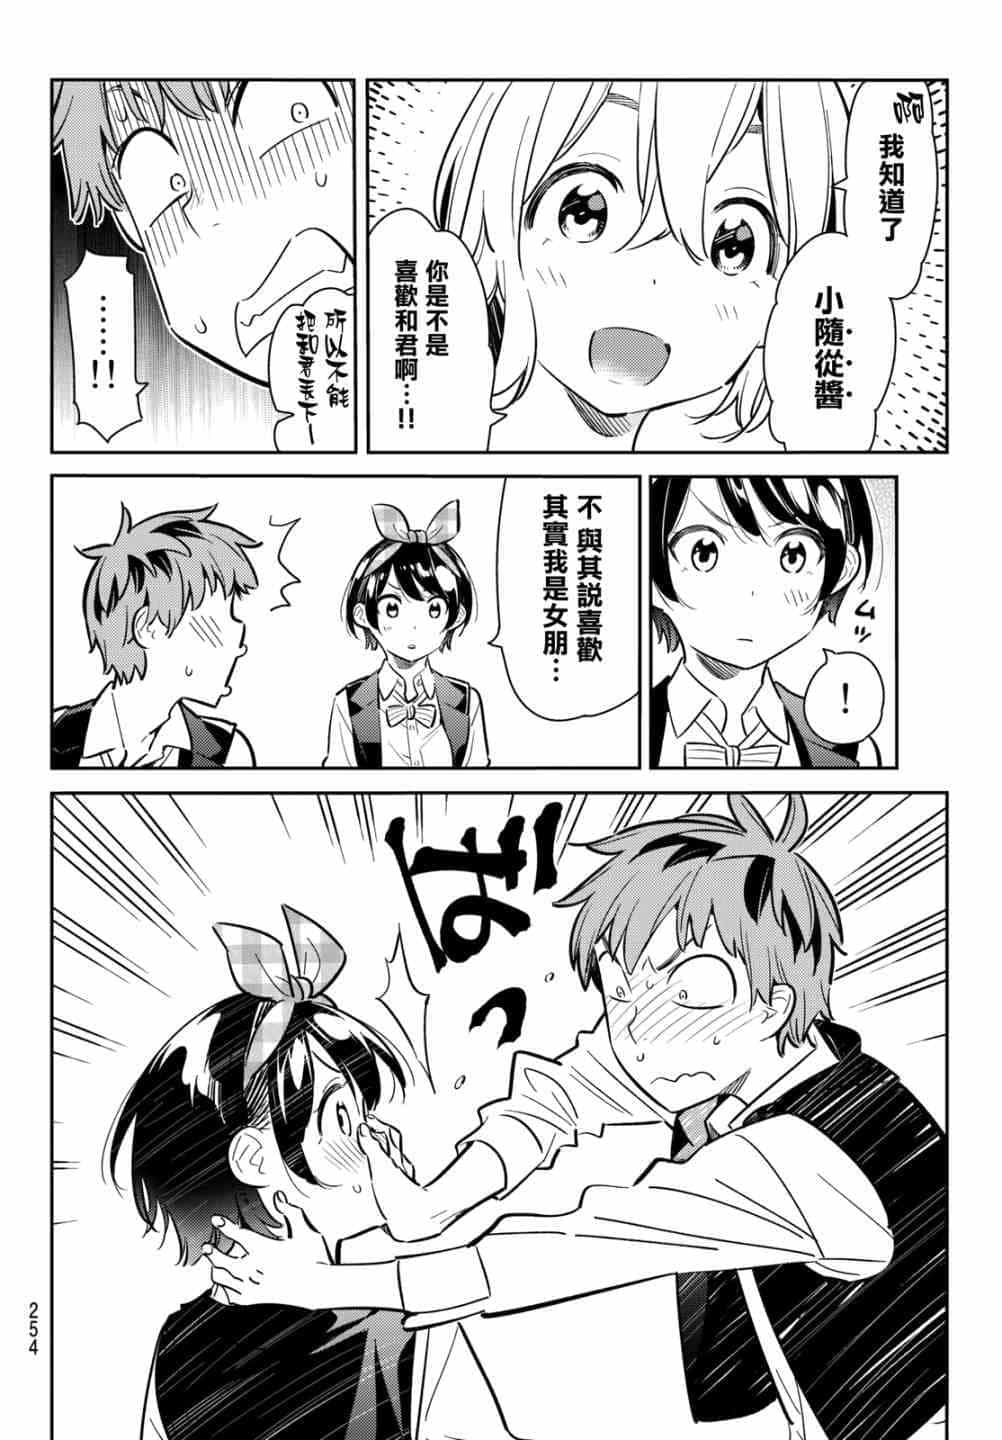 啊
我知道了
小隨從醬
你是不是
喜歡和君啊…!!
所以不能
把和君丟下ー
……!!
ムッ
!
不 與其說喜歡
其實我是女朋…
254